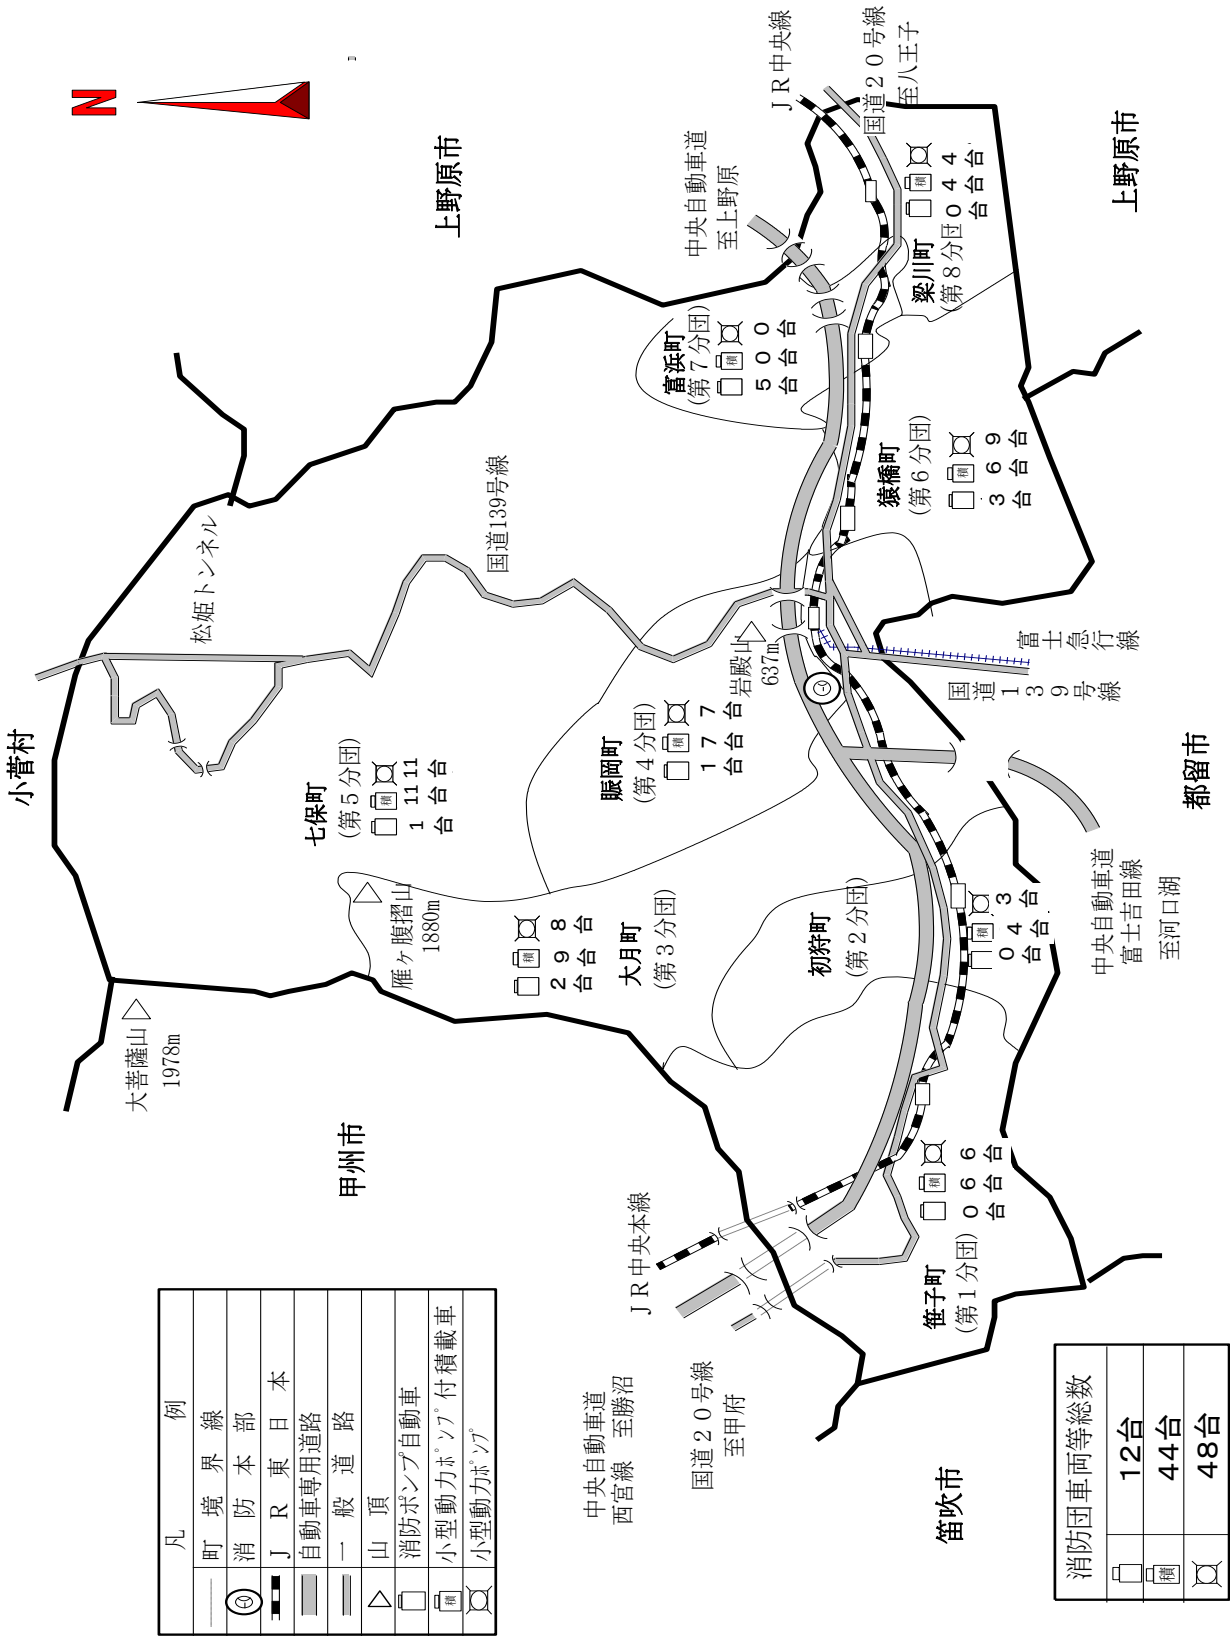 N
小菅村
上野原市
上野原市
都留市
笛吹市
甲州市
大菩薩山
1978m
雁ヶ腹摺山
1880m
岩殿山
637m
松姫トンネル
国道139号線
七保町
(第５分団)
積
1 11 11
台 台 台
賑岡町
(第４分団)
積
1 7 7
台 台 台
大月町
(第３分団)
積
2 9 8
台 台 台
初狩町
(第２分団)
積
0 4 3
台 台 台
笹子町
(第１分団)
積
0 6 6
台 台 台
富浜町
(第７分団)
積
5 0 0
台 台 台
猿橋町
(第６分団)
積
3 6 9
台 台 台
梁川町
(第８分団
積
0 4 4
台 台 台
ＪＲ中央線
国道２０号線
至八王子
中央自動車道
至上野原
富士急行線
国道１３９号線
中央自動車道
富士吉田線
至河口湖
ＪＲ中央本線
中央自動車道
西宮線　至勝沼
国道２０号線
至甲府
凡　例
町境界線
消防本部
ＪＲ東日本
自動車専用道路
一般道路
山頂
消防ポンプ自動車
積 小型動力ポンプ付積載車
小型動力ポンプ
消防団車両等総数
12台
積 44台
48台